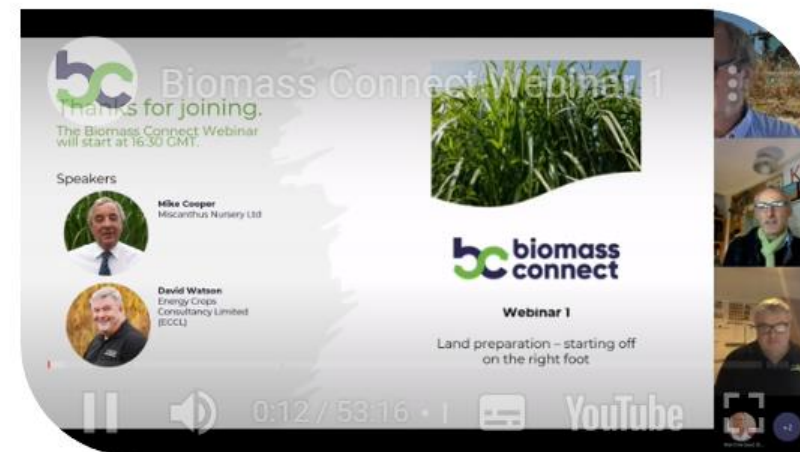 bc
Biomass Connect Webinar 1
Thanks for joining.
The Biomass Connect Webinar
will start at 16:30 GMT.
Speakers
Mike Cooper
Miscanthus Nursery Ltd
David Watson
Energy Crops
Consultancy Limited
(ECCL)
bc biomass
connect
Webinar 1
Land preparation – starting off
on the right foot
0:12 / 53:16 •
YouTube
+2